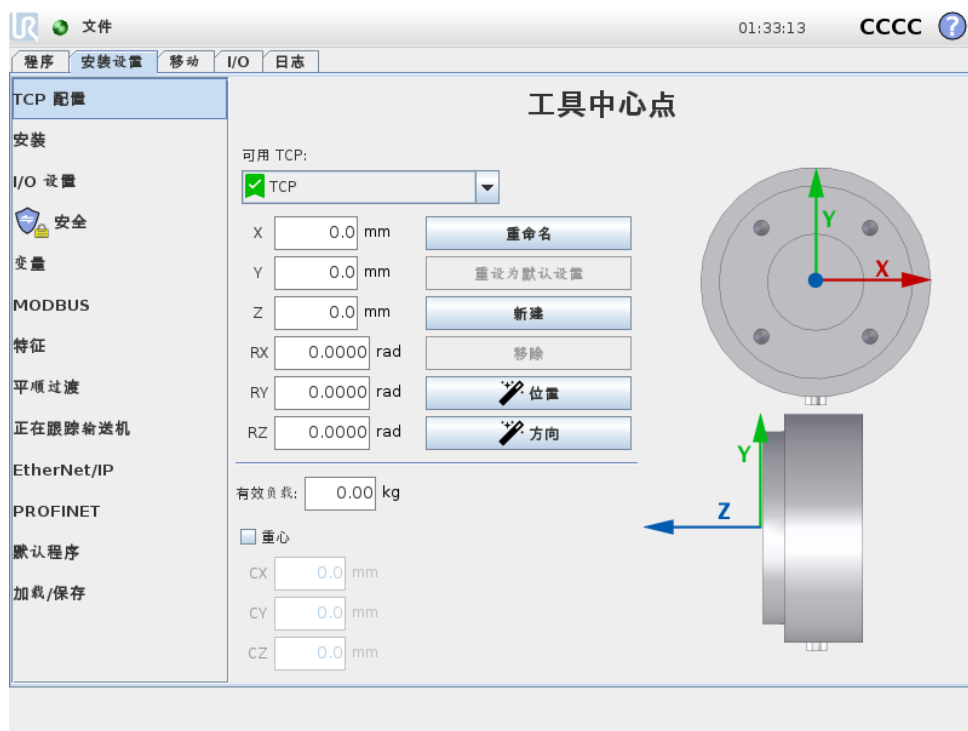 UR 文件 01:33:13 CCCC ?
程序 安装设置 移动 I/O 日志
TCP 配置
安装
I/O 设置
安全
变量
MODBUS
特征
平顺过渡
正在跟踪输送机
EtherNet/IP
PROFINET
默认程序
加载/保存
工具中心点
可用 TCP:
TCP
X 0.0 mm 重命名
Y 0.0 mm 重设为默认设置
Z 0.0 mm 新建
RX 0.0000 rad 移除
RY 0.0000 rad 位置
RZ 0.0000 rad 方向
有效负载: 0.00 kg
重心
CX 0.0 mm
CY 0.0 mm
CZ 0.0 mm
Y
X
Y
Z